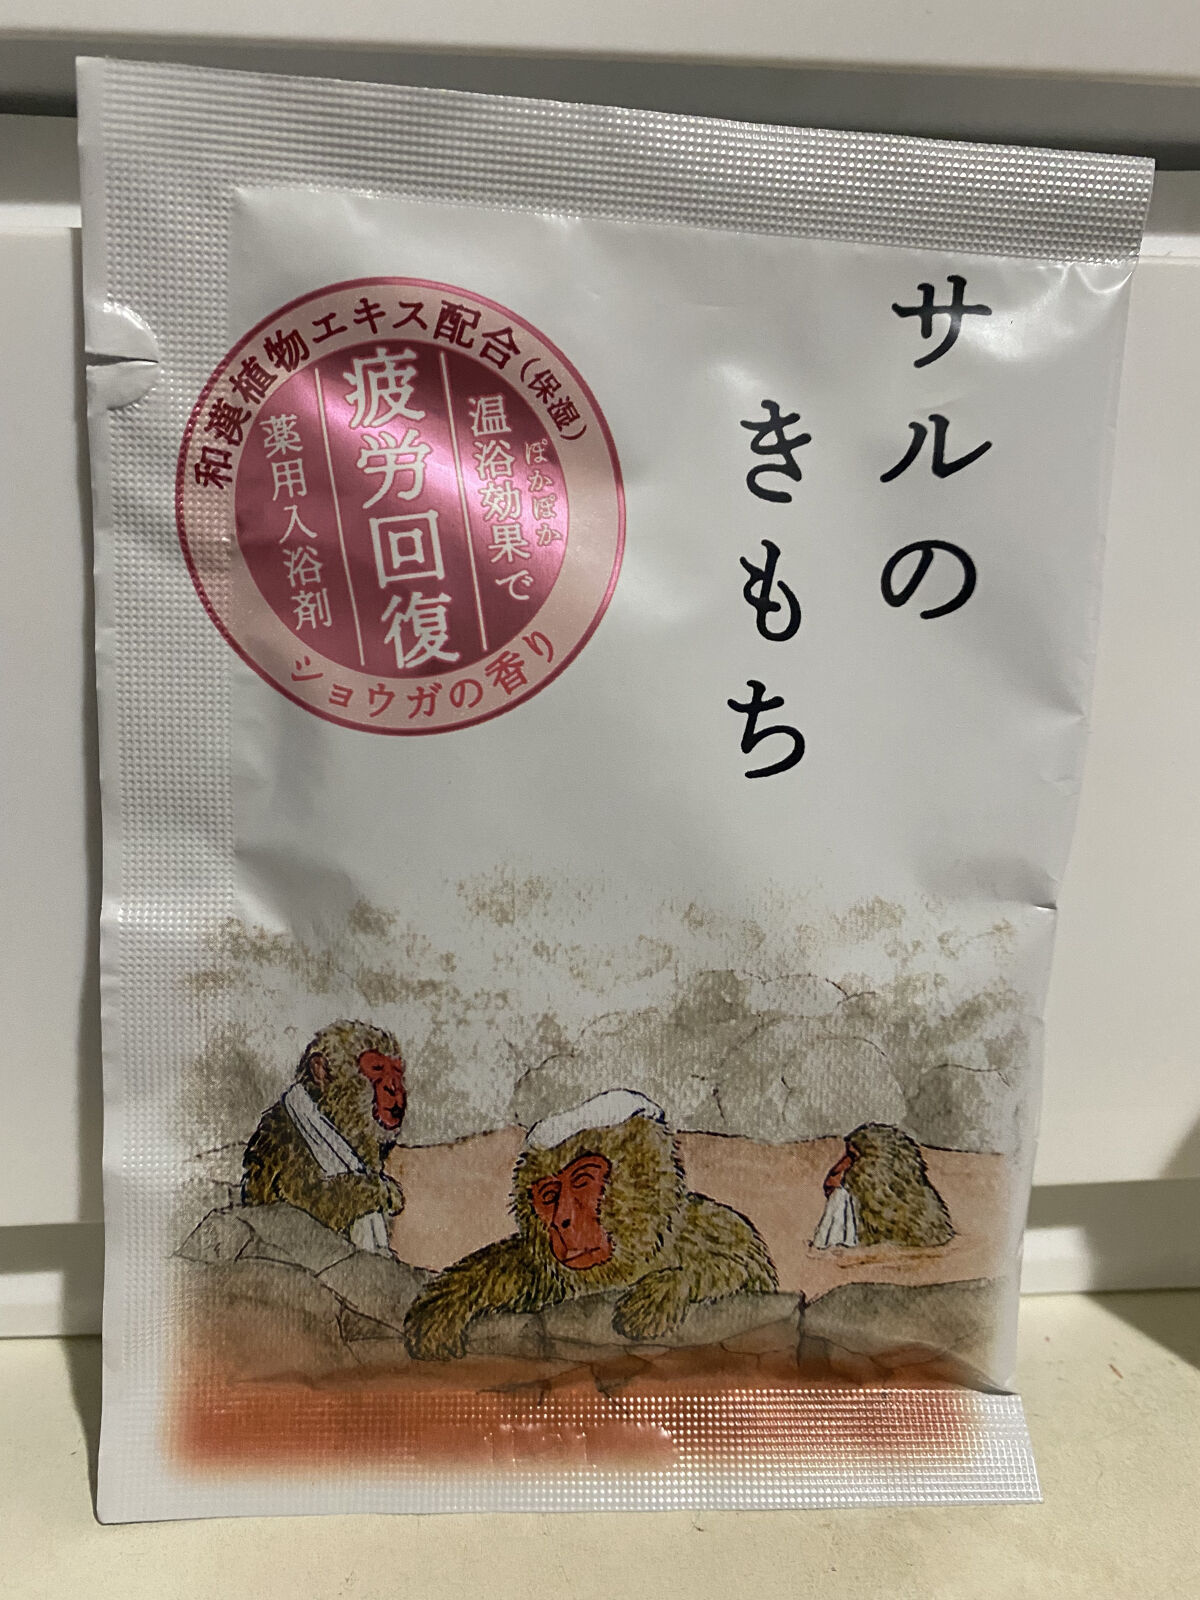 サルの
きもち
和漢植物エキス配合(保湿)
ぽかぽか
温浴効果で
疲労回復
薬用入浴剤
ショウガの香り